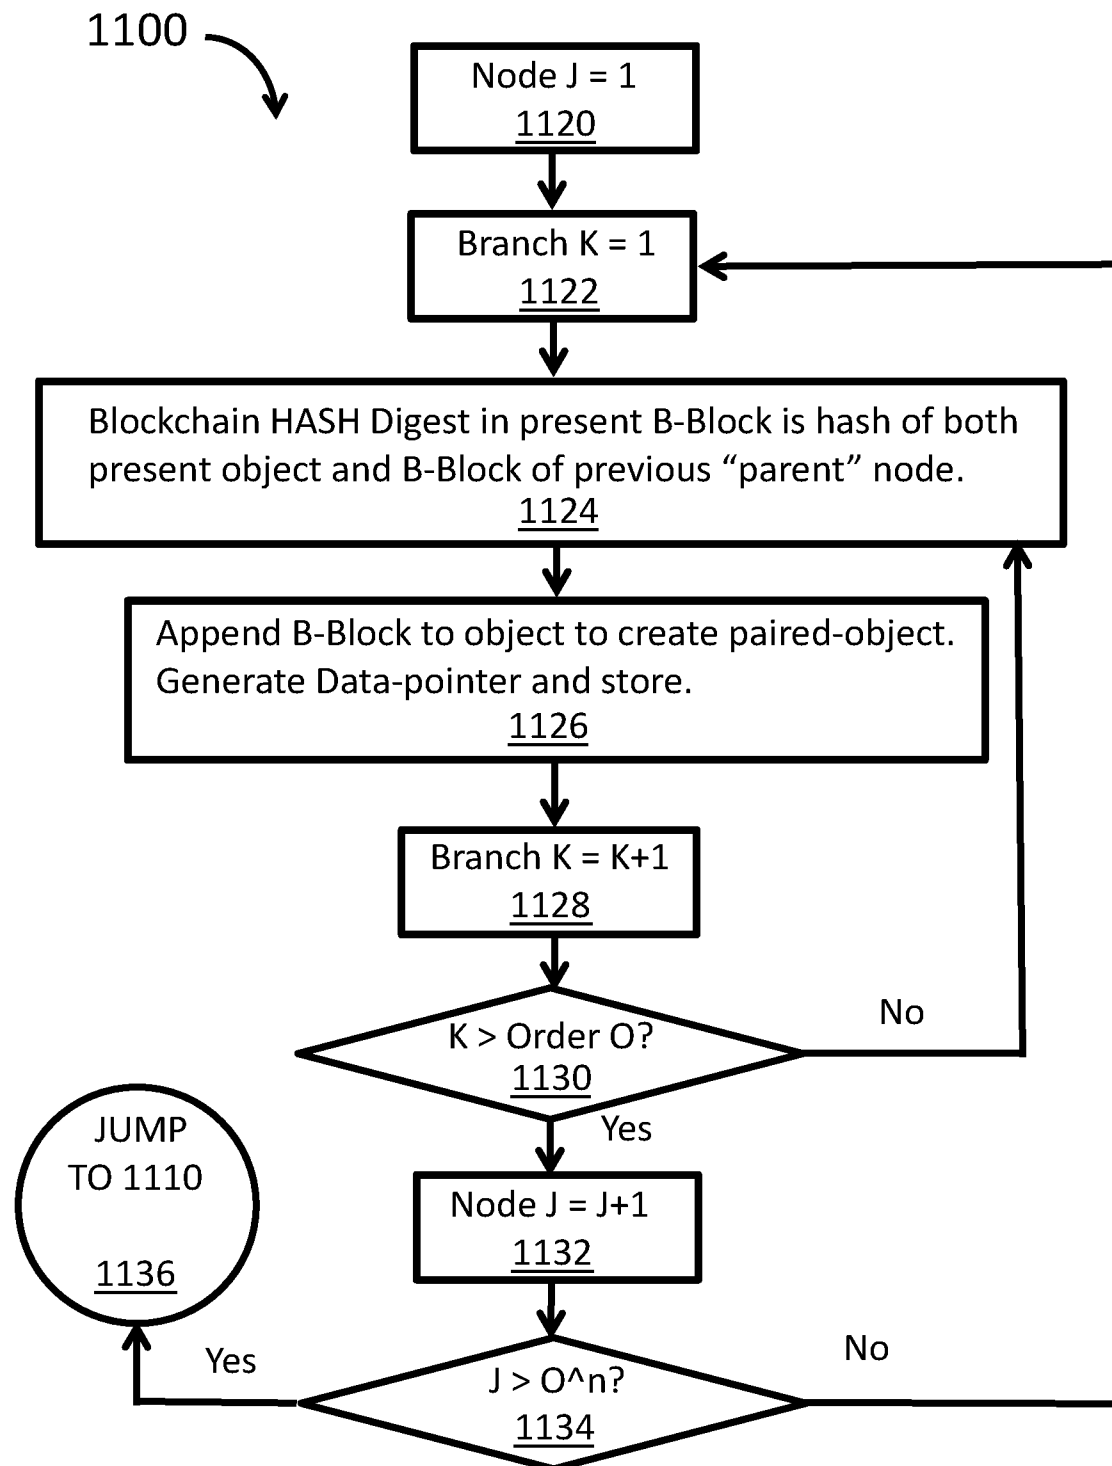 1100
Node J = 1
1120
Branch K = 1
1122
Blockchain HASH Digest in present B-Block is hash of both
present object and B-Block of previous “parent” node.
1124
Append B-Block to object to create paired-object.
Generate Data-pointer and store.
1126
Branch K = K+1
1128
K > Order O?
1130
No
Yes
JUMP
TO 1110
1136
Node J = J+1
1132
Yes
J > O^n?
1134
No